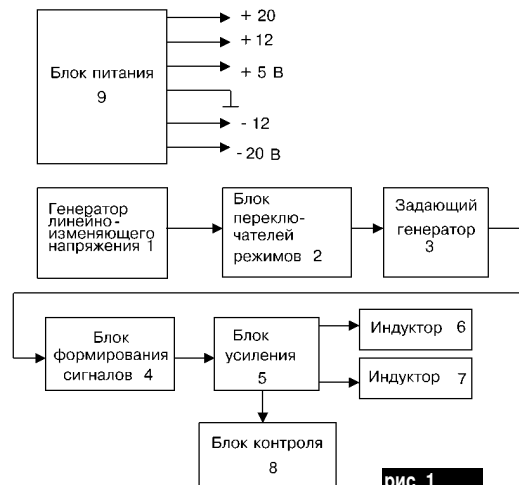 + 20
+ 12
Блок питания
+ 5 В
9
- 12
- 20 В
Генератор
линейно-
изменяющего
напряжения 1
Блок
переклю-
чателей
режимов 2
Задающий
генератор
3
Блок
формирования
сигналов 4
Блок
усиления
5
Индуктор 6
Индуктор 7
Блок контроля
8
рис. 1